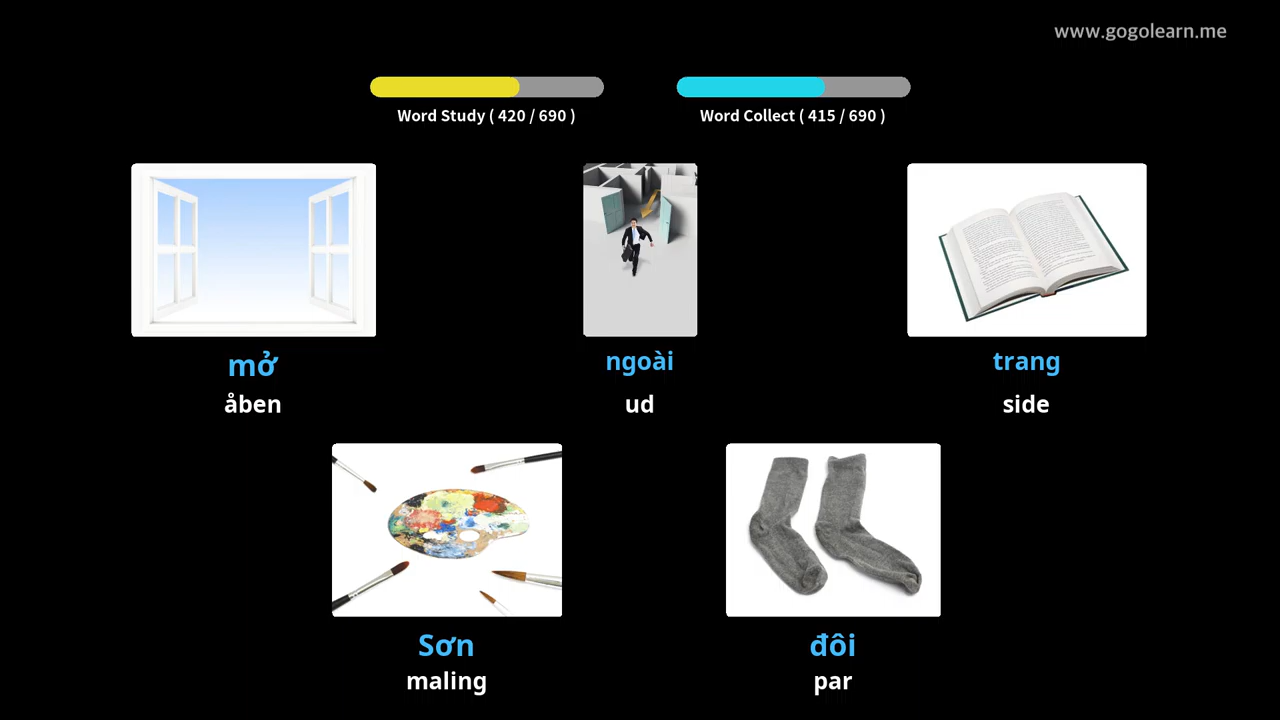 www.gogolearn.me
Word Study ( 420 / 690 )
Word Collect ( 415 / 690 )
mở
åben
ngoài
ud
trang
side
Sơn
maling
đôi
par